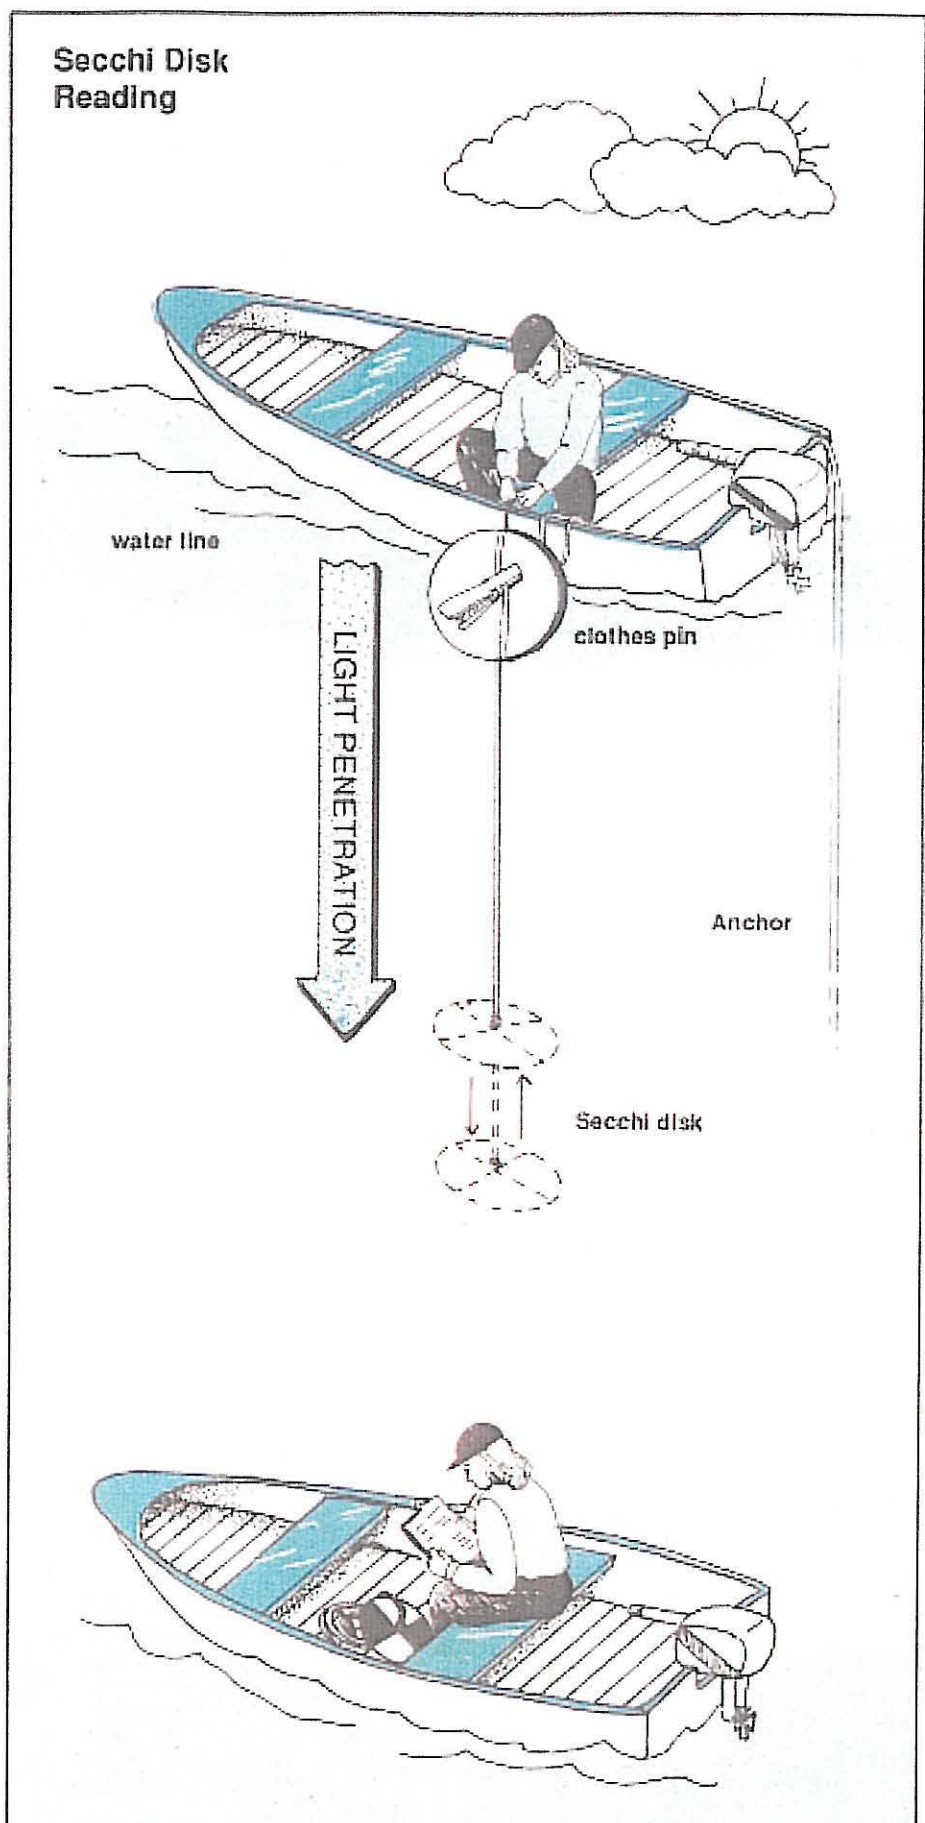 Secchi Disk
Reading
water line
clothes pin
LIGHT PENETRATION
Anchor
Secchi disk